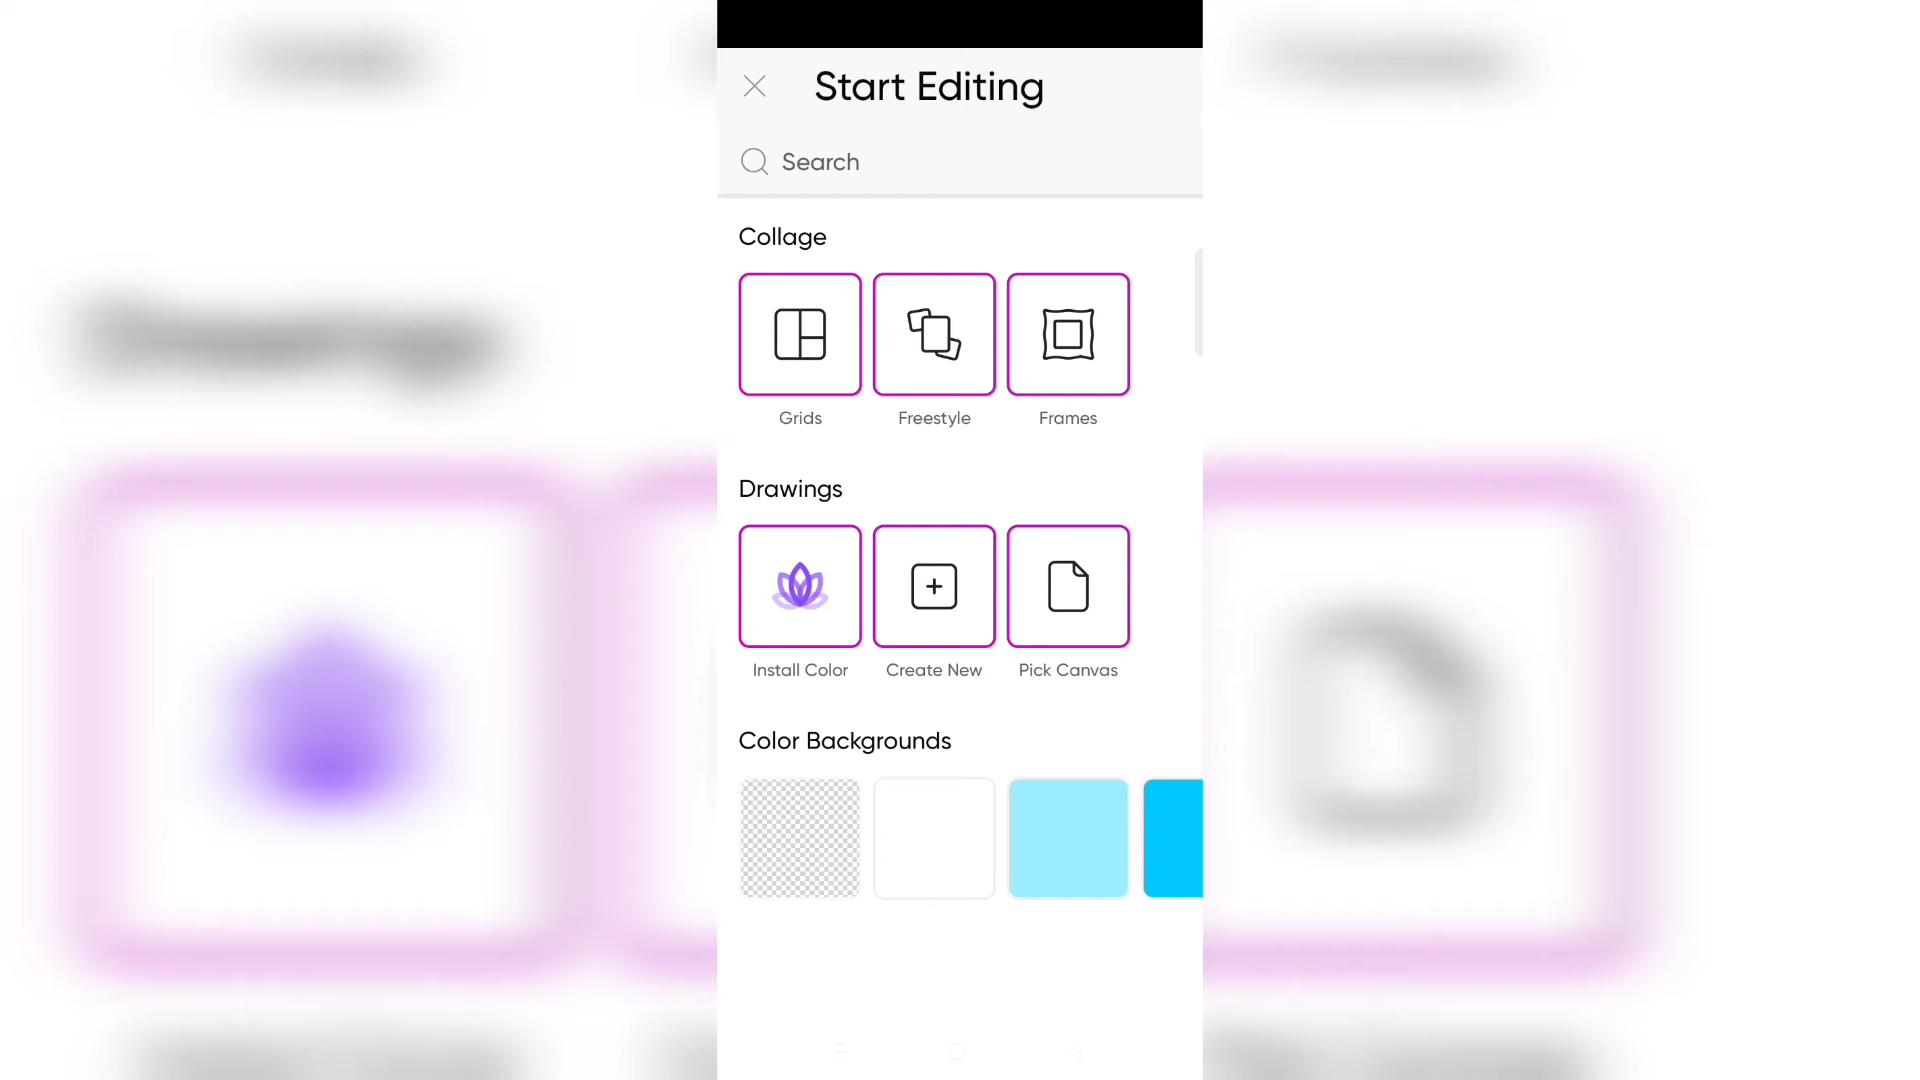 Start Editing
Search
Collage
Grids
Freestyle
Frames
Drawings
Install Color
Create New
Pick Canvas
Color Backgrounds